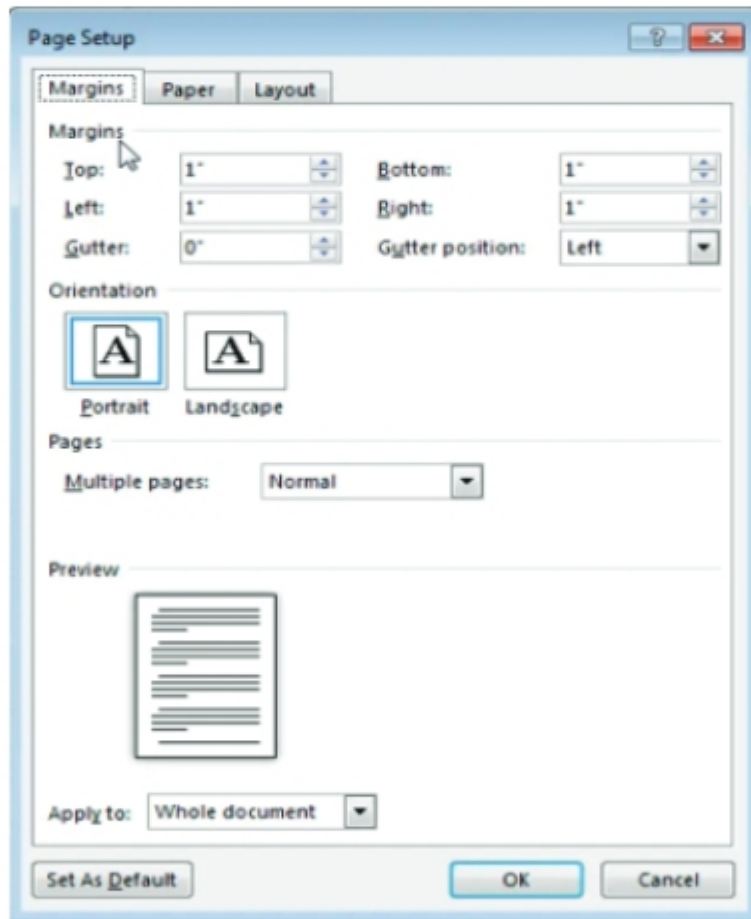 Page Setup
Margins Paper Layout
Margins
Top: 1" Bottom: 1"
Left: 1" Right: 1"
Gutter: 0" Gutter position: Left
Orientation
A A
Portrait Landscape
Pages
Multiple pages: Normal
Preview
Apply to: Whole document
Set As Default OK Cancel